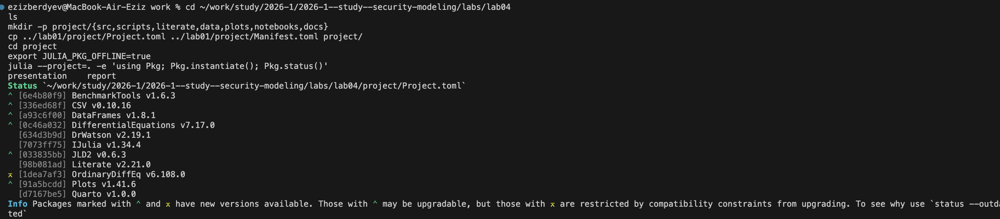 ezizberdyev@MacBook-Air-Eziz work % cd ~/work/study/2026-1/2026-1--study--security-modeling/labs/lab04
ls
mkdir -p project/{src,scripts,literate,data,plots,notebooks,docs}
cp ../lab01/project/Project.toml ../lab01/project/Manifest.toml project/
cd project
export JULIA_PKG_OFFLINE=true
julia --project=. -e 'using Pkg; Pkg.instantiate(); Pkg.status()'
presentation    report
Status `~/work/study/2026-1/2026-1--study--security-modeling/labs/lab04/project/Project.toml`
⌃ [6e4b80f9] BenchmarkTools v1.6.3
⌃ [336ed68f] CSV v0.10.16
⌃ [a93c6f00] DataFrames v1.8.1
⌃ [0c46a032] DifferentialEquations v7.17.0
  [634d3b9d] DrWatson v2.19.1
  [7073ff75] IJulia v1.34.4
⌃ [033835bb] JLD2 v0.6.3
  [98b081ad] Literate v2.21.0
⌅ [1dea7af3] OrdinaryDiffEq v6.108.0
⌃ [91a5bcdd] Plots v1.41.6
  [d7167be5] Quarto v1.0.0
Info Packages marked with ⌃ and ⌅ have new versions available. Those with ⌃ may be upgradable, but those with ⌅ are restricted by compatibility constraints from upgrading. To see why use `status --outda
ted`